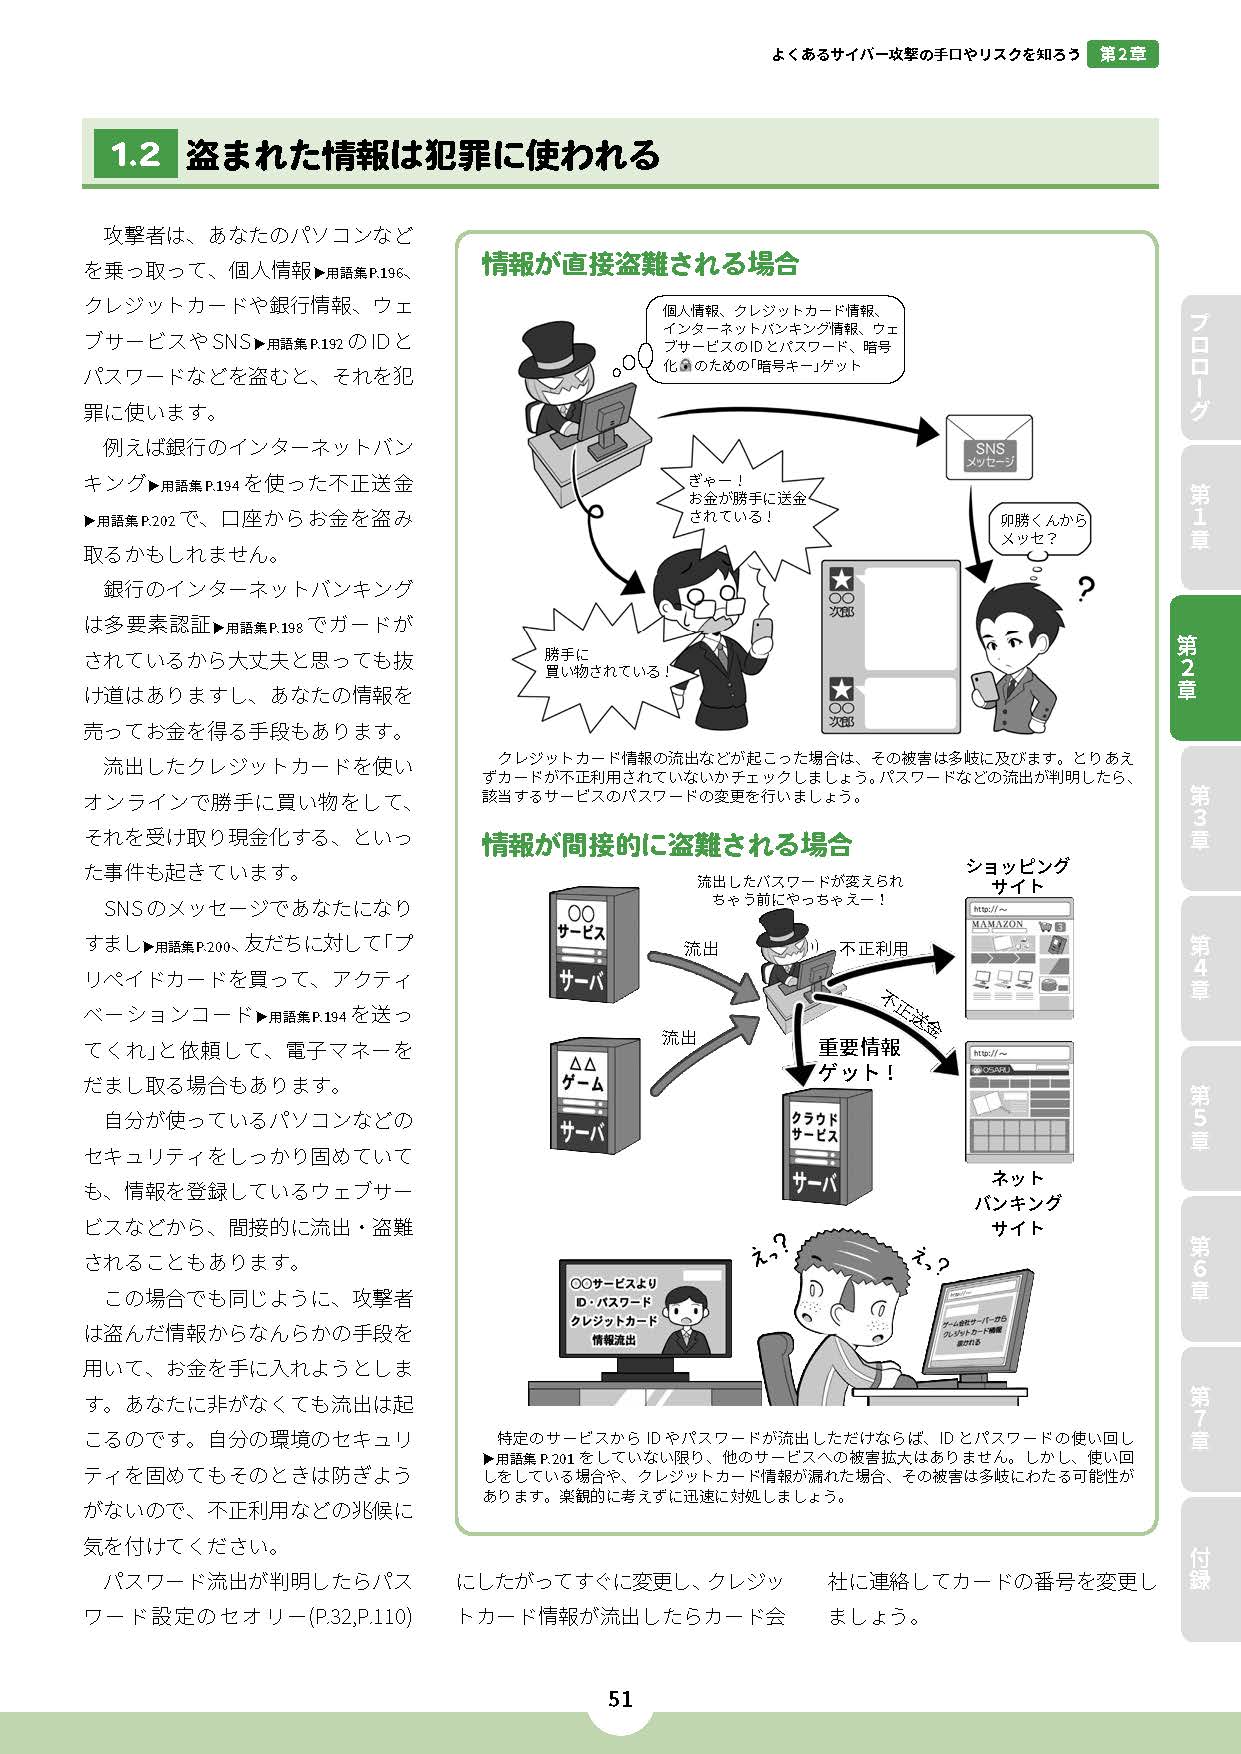 よくあるサイバー攻撃の手口やリスクを知ろう 第2章
1.2 盗まれた情報は犯罪に使われる
攻撃者は、あなたのパソコンなど
を乗っ取って、個人情報▶用語集P.196、
クレジットカードや銀行情報、ウェ
ブサービスやSNS▶用語集P.192のIDと
パスワードなどを盗むと、それを犯
罪に使います。
例えば銀行のインターネットバン
キング▶用語集P.194を使った不正送金
▶用語集P.202で、口座からお金を盗み
取るかもしれません。
銀行のインターネットバンキング
は多要素認証▶用語集P.198でガードが
されているから大丈夫と思っても抜
け道はありますし、あなたの情報を
売ってお金を得る手段もあります。
流出したクレジットカードを使い
オンラインで勝手に買い物をして、
それを受け取り現金化する、といっ
た事件も起きています。
SNSのメッセージであなたになり
すまし▶用語集P.200、友だちに対して「プ
リペイドカードを買って、アクティ
ベーションコード▶用語集P.194を送っ
てくれ」と依頼して、電子マネーを
だまし取る場合もあります。
自分が使っているパソコンなどの
セキュリティをしっかり固めていて
も、情報を登録しているウェブサー
ビスなどから、間接的に流出・盗難
されることもあります。
この場合でも同じように、攻撃者
は盗んだ情報からなんらかの手段を
用いて、お金を手に入れようとしま
す。あなたに非がなくても流出は起
こるのです。自分の環境のセキュリ
ティを固めてもそのときは防ぎよう
がないので、不正利用などの兆候に
気を付けてください。
パスワード流出が判明したらパス
ワード設定のセオリー(P.32,P.110)
にしたがってすぐに変更し、クレジッ
トカード情報が流出したらカード会
社に連絡してカードの番号を変更し
ましょう。
情報が直接盗難される場合
個人情報、クレジットカード情報、
インターネットバンキング情報、ウェ
ブサービスのIDとパスワード、暗号
化のための「暗号キー」ゲット
SNS
メッセージ
ぎゃー！
お金が勝手に送金
されている！
卯勝くんから
メッセ？
?
〇〇
次郎
〇〇
次郎
勝手に
買い物されている！
クレジットカード情報の流出などが起こった場合は、その被害は多岐に及びます。とりあえ
ずカードが不正利用されていないかチェックしましょう。パスワードなどの流出が判明したら、
該当するサービスのパスワードの変更を行いましょう。
情報が間接的に盗難される場合
流出したパスワードが変えられ
ちゃう前にやっちゃえー！
ショッピング
サイト
〇〇
サービス
サーバ
流出
不正利用
http://～
MAMAZON
3
不正送金
流出
△△
ゲーム
サーバ
重要情報
ゲット！
http://～
OSARU
クラウド
サービス
サーバ
ネット
バンキング
サイト
えっ？
えっ？
〇〇サービスより
ID・パスワード
クレジットカード
情報流出
http://～
ゲーム会社サーバーから
クレジットカード情報
特定のサービスからIDやパスワードが流出しただけならば、IDとパスワードの使い回し
▶用語集P.201をしていない限り、他のサービスへの被害拡大はありません。しかし、使い回
しをしている場合や、クレジットカード情報が漏れた場合、その被害は多岐にわたる可能性が
あります。楽観的に考えずに迅速に対処しましょう。
プロローグ
第1章
第2章
第3章
第4章
第5章
第6章
第7章
付録
51